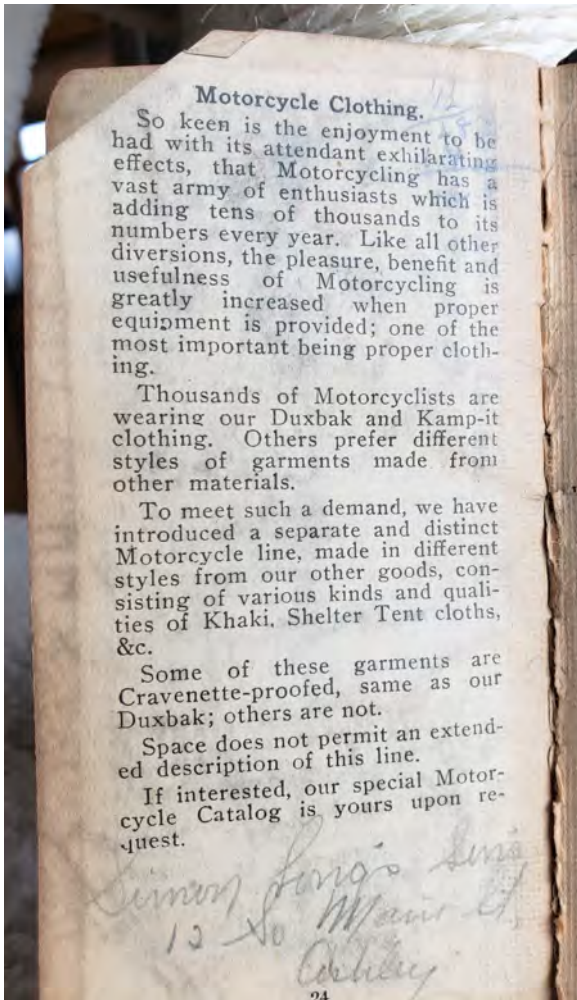 Motorcycle Clothing.
So keen is the enjoyment to be
had with its attendant exhilarating
effects, that Motorcycling has a
vast army of enthusiasts which is
adding tens of thousands to its
numbers every year. Like all other
diversions, the pleasure, benefit and
usefulness of Motorcycling is
greatly increased when proper
equipment is provided; one of the
most important being proper cloth-
ing.
Thousands of Motorcyclists are
wearing our Duxbak and Kamp-it
clothing. Others prefer different
styles of garments made from
other materials.
To meet such a demand, we have
introduced a separate and distinct
Motorcycle line, made in different
styles from our other goods, con-
sisting of various kinds and quali-
ties of Khaki, Shelter Tent cloths,
&c.
Some of these garments are
Cravenette-proofed, same as our
Duxbak; others are not.
Space does not permit an extend-
ed description of this line.
If interested, our special Motor-
cycle Catalog is yours upon re-
quest.
Simon Long's Sons
12 So Main St,
24